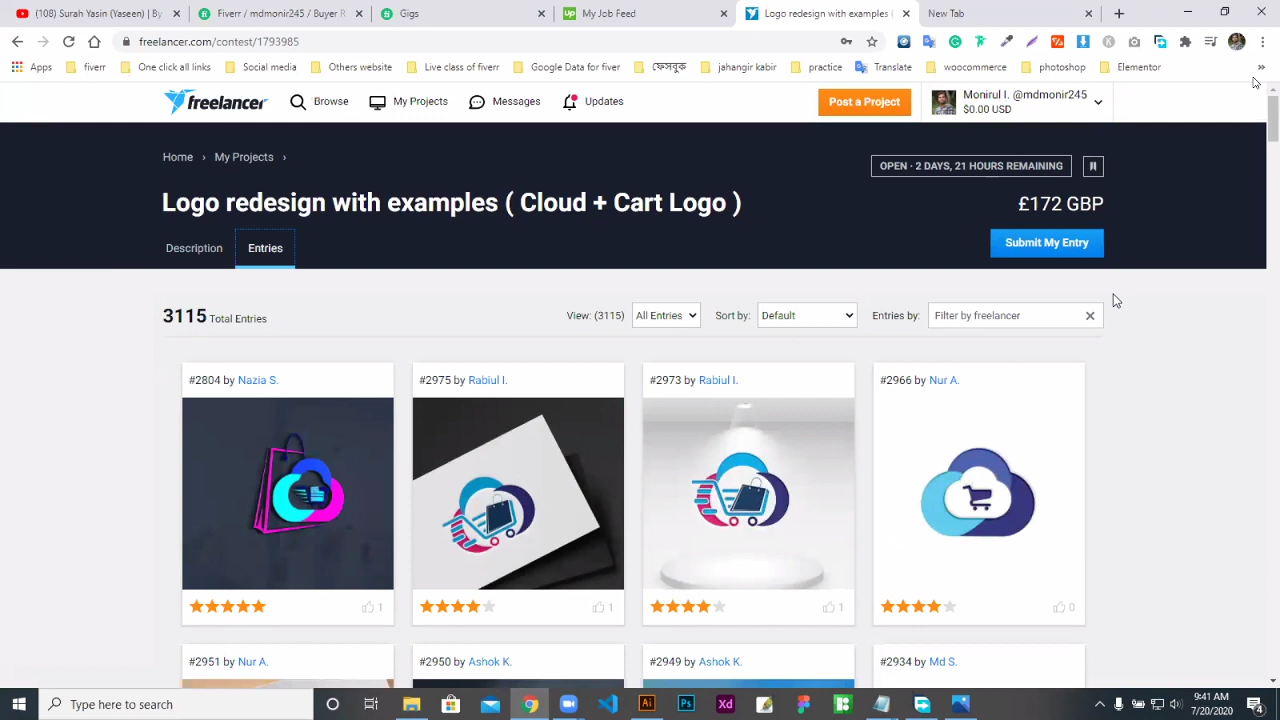 (108) Surah Yasin (Yaseen) | By
Fiverr / mdmonir245 / Buyer R
Gigs
My Job Feed
Logo redesign with examples (
New Tab
freelancer.com/contest/1793985
Apps
fiverr
One click all links
Social media
Others website
Live class of fiverr
Google Data for fiver
ফেসবুক
jahangir kabir
practice
Translate
woocommerce
photoshop
Elementor
freelancer
Browse
My Projects
Messages
Updates
Post a Project
Monirul I. @mdmonir245
$0.00 USD
Home › My Projects ›
OPEN · 2 DAYS, 21 HOURS REMAINING
Logo redesign with examples ( Cloud + Cart Logo )
£172 GBP
Description
Entries
Submit My Entry
3115 Total Entries
View: (3115)
All Entries
Sort by:
Default
Entries by:
Filter by freelancer
#2804 by Nazia S.
#2975 by Rabiul I.
#2973 by Rabiul I.
#2966 by Nur A.
1
1
1
0
#2951 by Nur A.
#2950 by Ashok K.
#2949 by Ashok K.
#2934 by Md S.
Type here to search
Ai
Ps
Xd
9:41 AM
7/20/2020
4